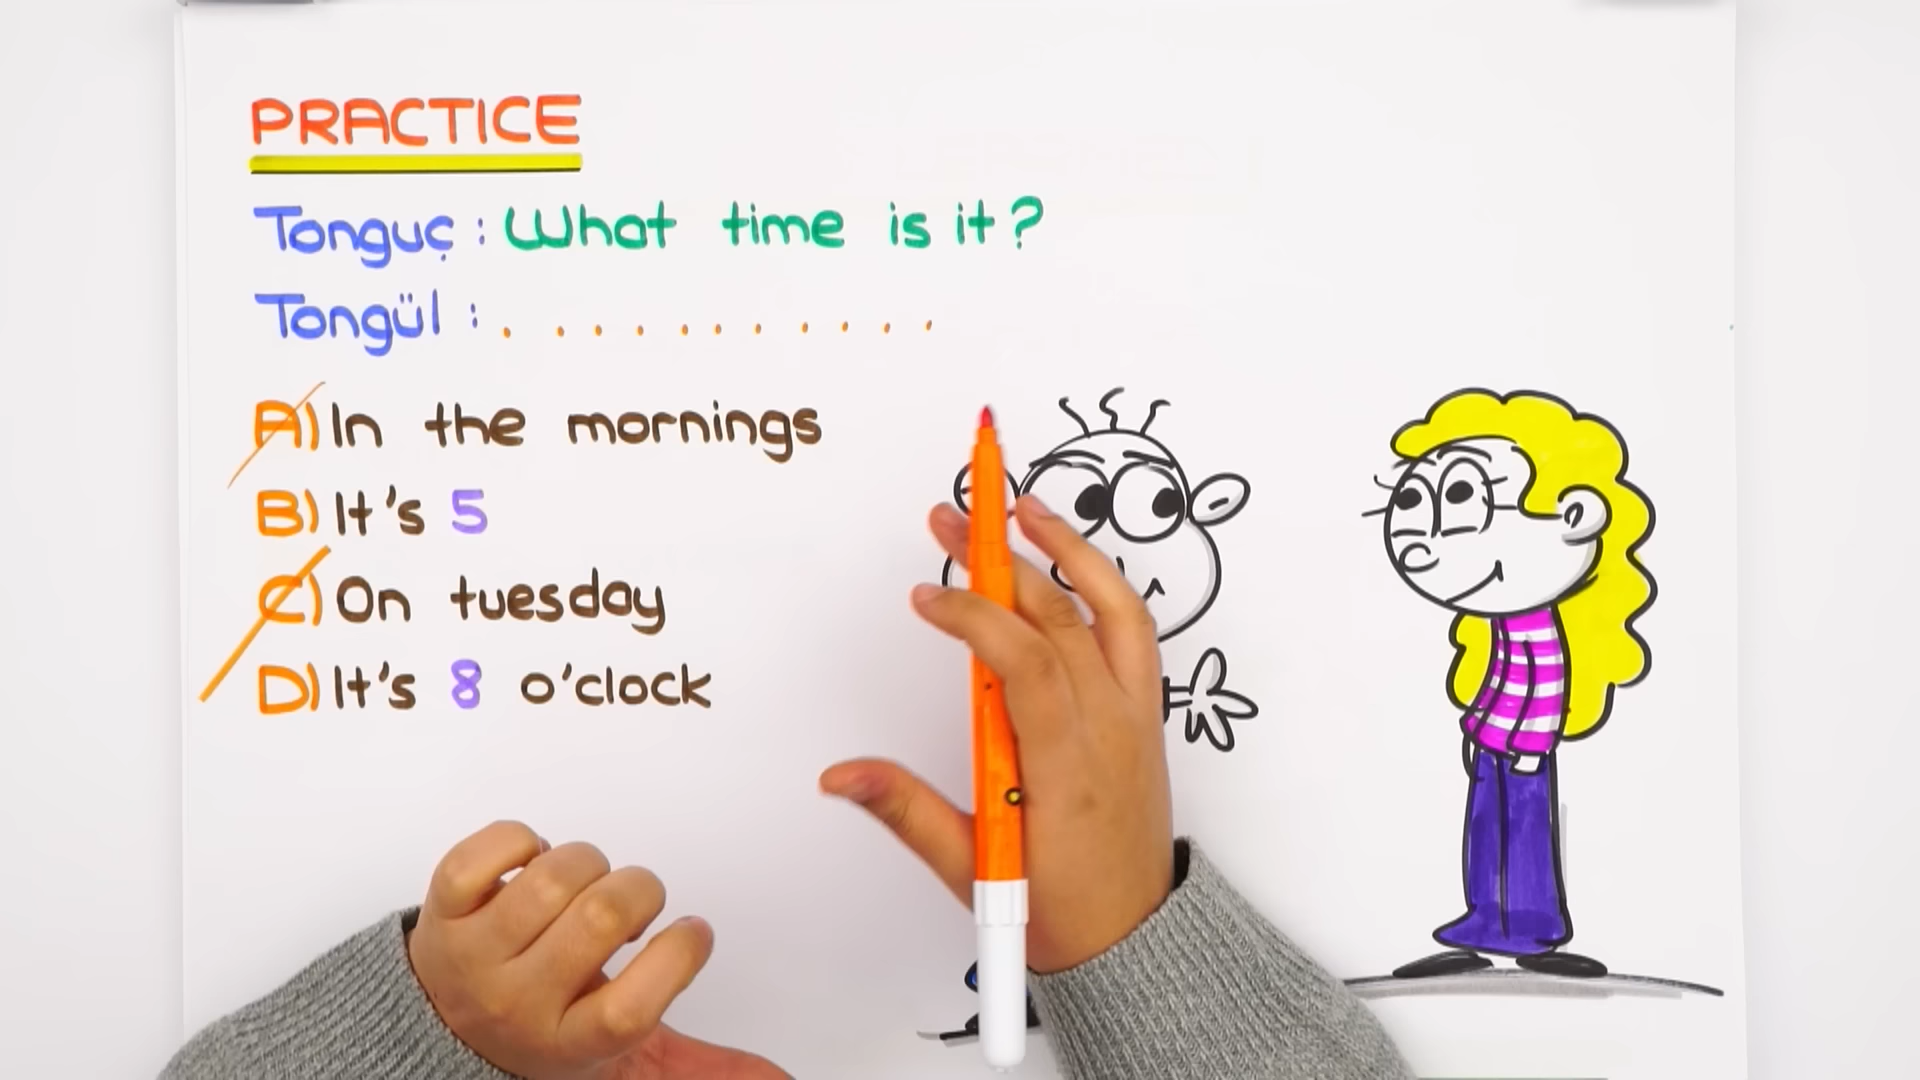 PRACTICE
Tonguç : What time is it?
Tongül : . . . . . . . . . . .
A) In the mornings
B) It's 5
C) On tuesday
D) It's 8 o'clock